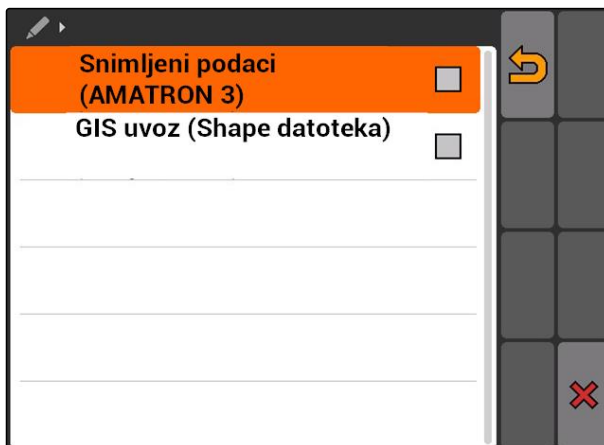 Snimljeni podaci
(AMATRON 3)
GIS uvoz (Shape datoteka)